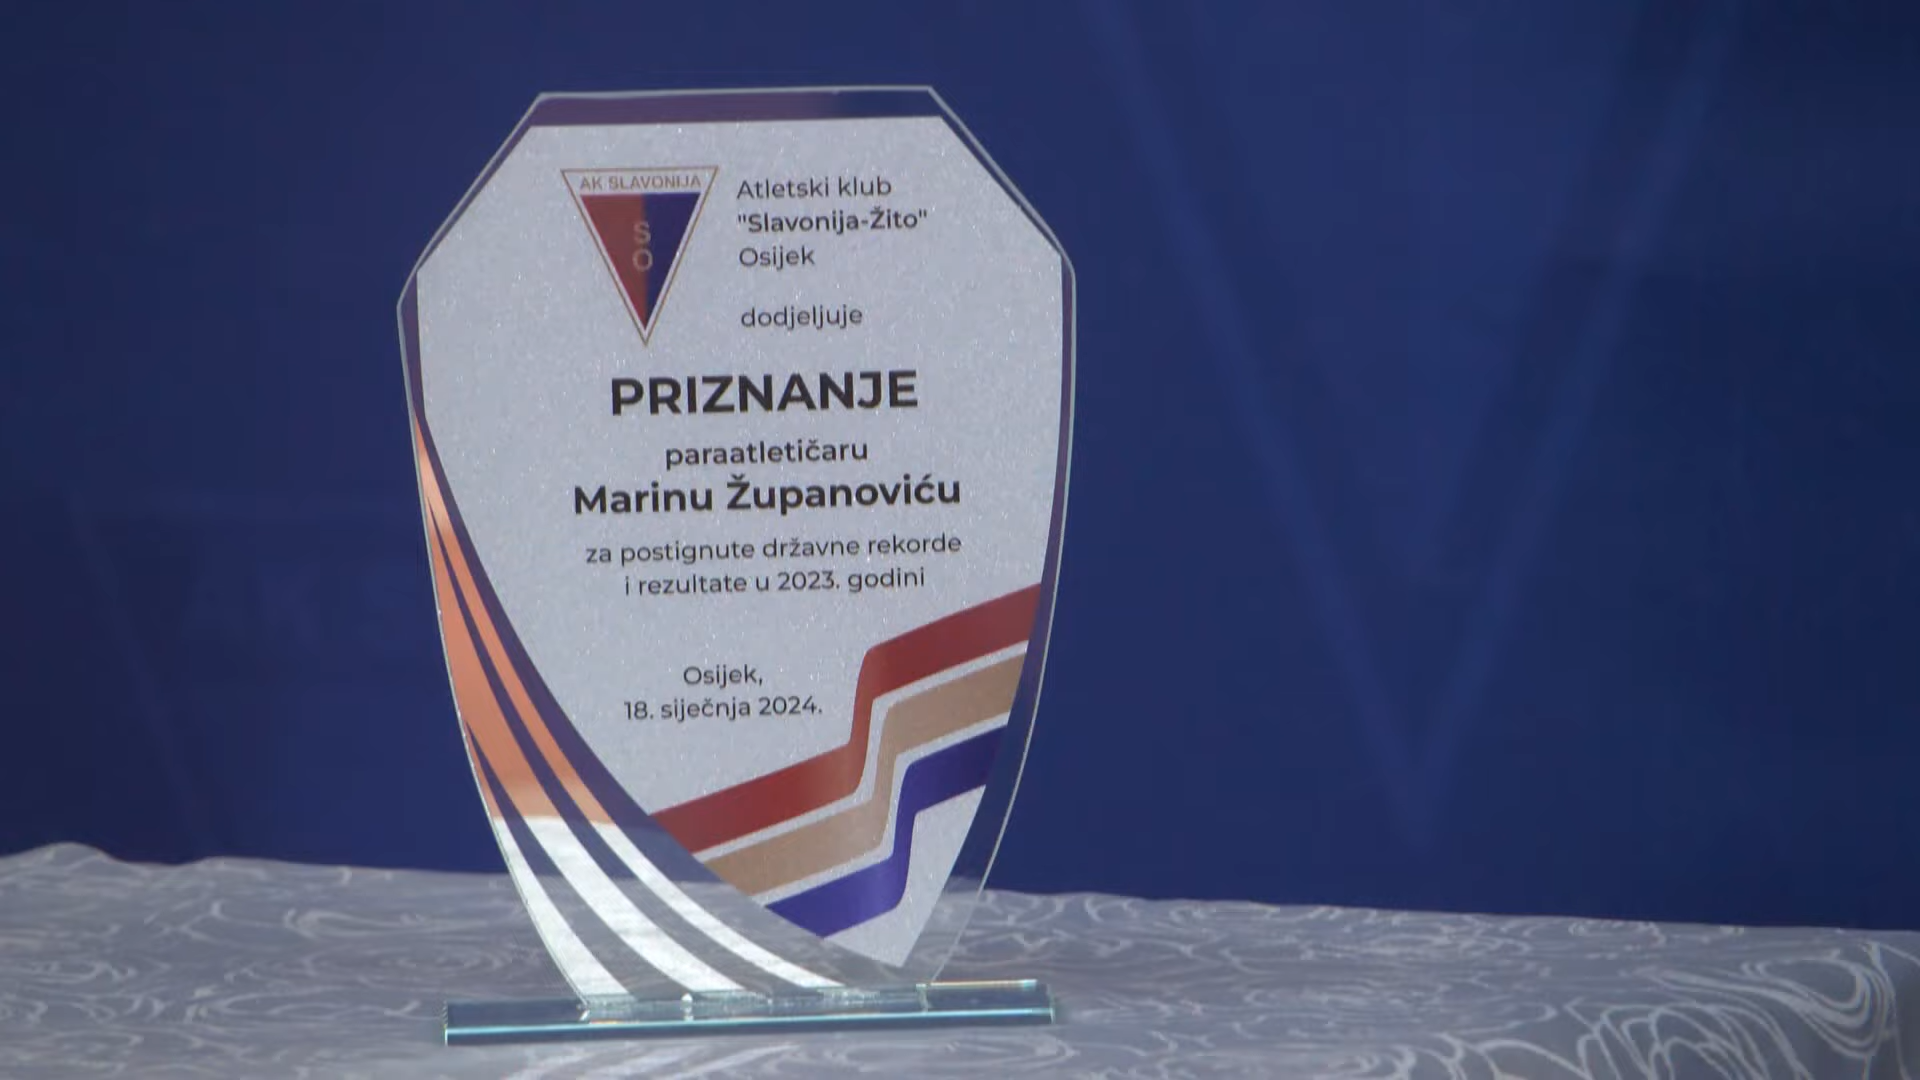 AK SLAVONIJA
S
O
Atletski klub
"Slavonija-Žito"
Osijek
dodjeljuje
PRIZNANJE
paraatletičaru
Marinu Županoviću
za postignute državne rekorde
i rezultate u 2023. godini
Osijek,
18. siječnja 2024.